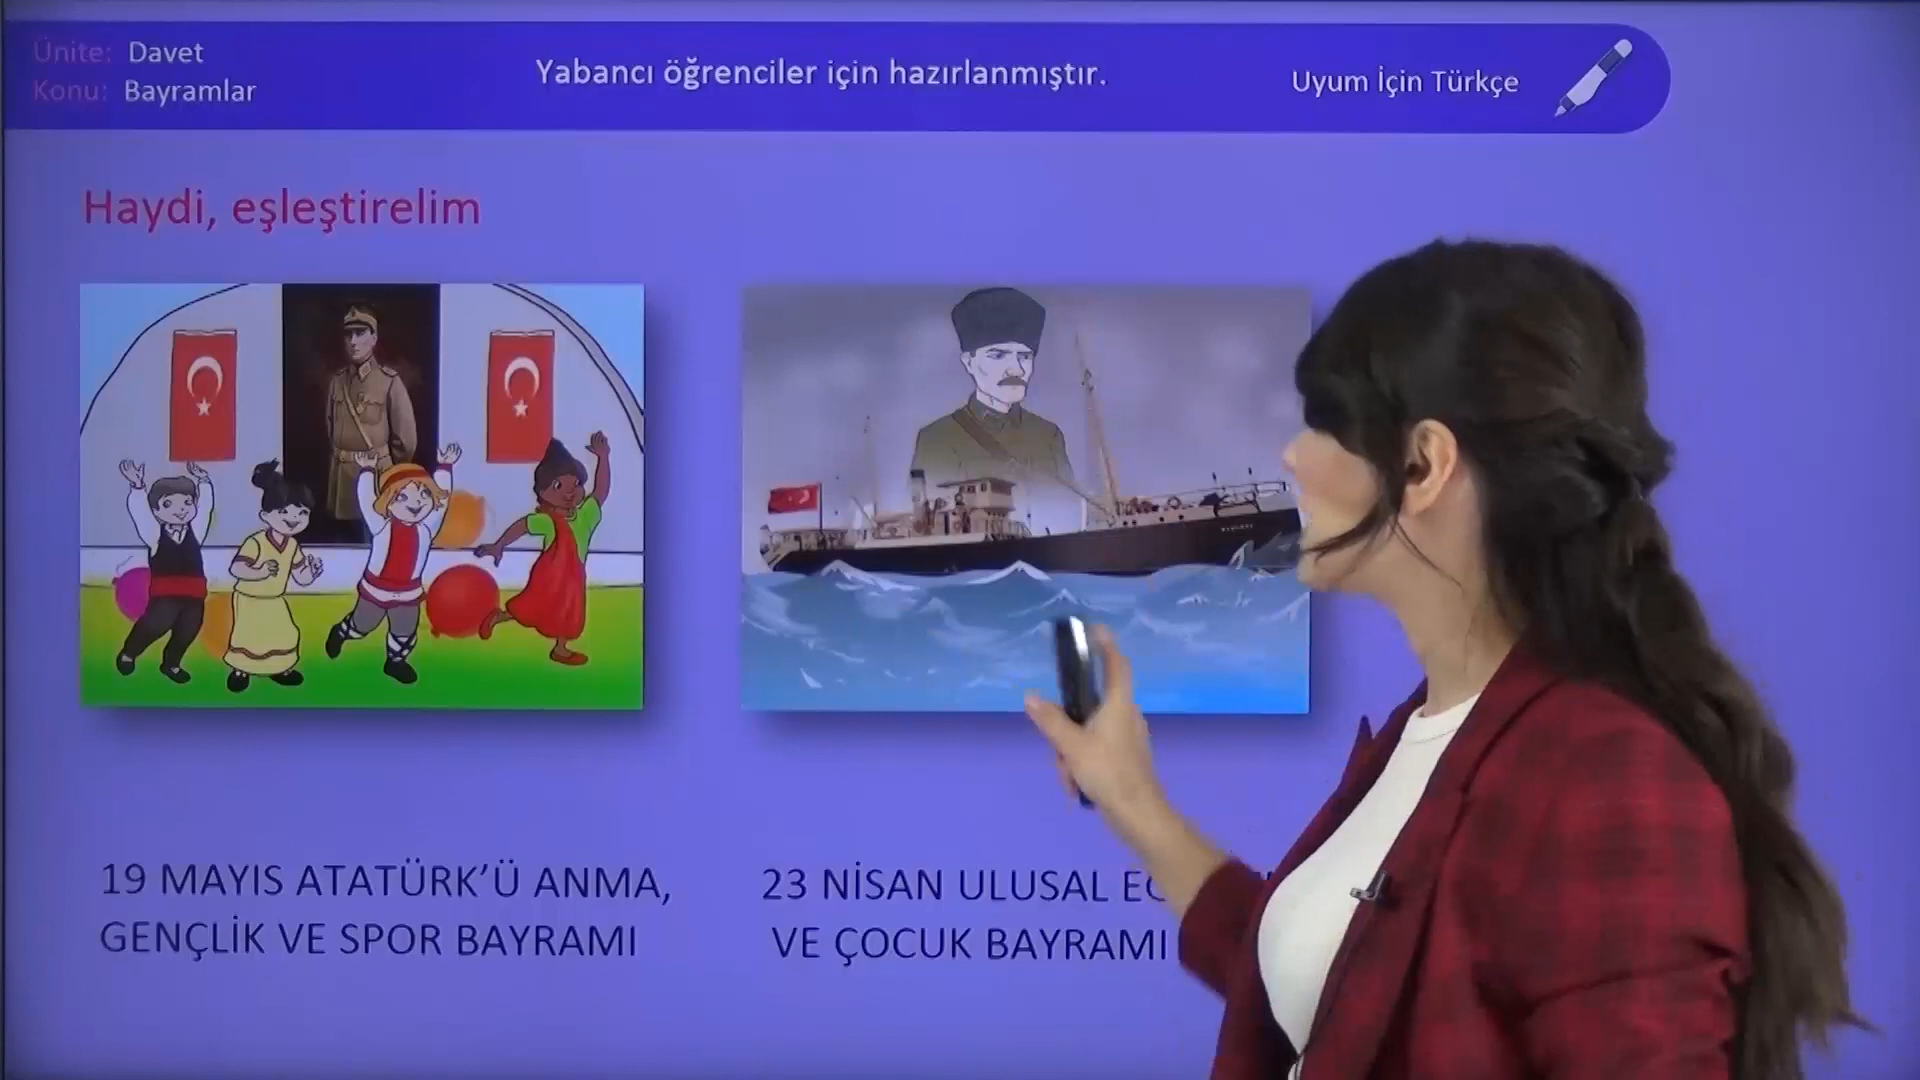 Ünite: Davet
Konu: Bayramlar
Yabancı öğrenciler için hazırlanmıştır.
Uyum İçin Türkçe
Haydi, eşleştirelim
19 MAYIS ATATÜRK’Ü ANMA,
GENÇLİK VE SPOR BAYRAMI
23 NİSAN ULUSAL
VE ÇOCUK BAYRAMI